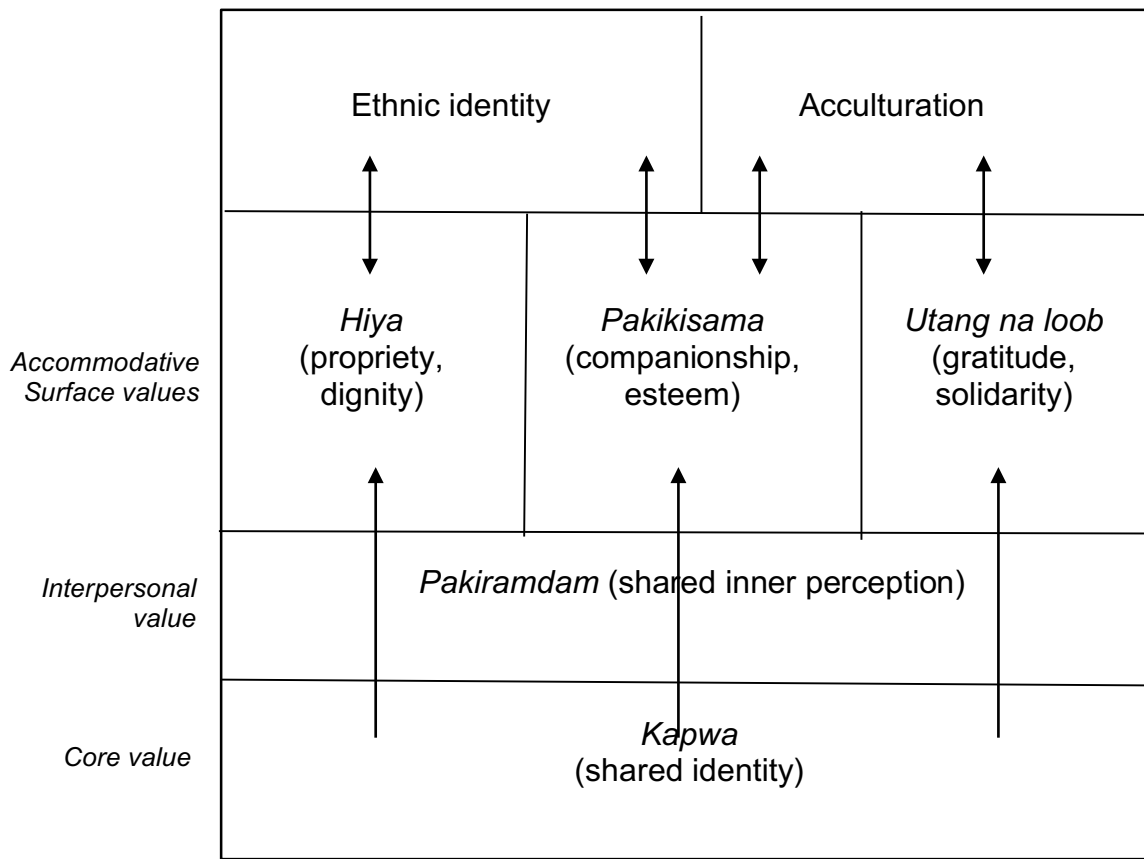 Ethnic identity
Acculturation
Accommodative
Surface values
Hiya
(propriety,
dignity)
Pakikisama
(companionship,
esteem)
Utang na loob
(gratitude,
solidarity)
Interpersonal
value
Pakiramdam (shared inner perception)
Core value
Kapwa
(shared identity)